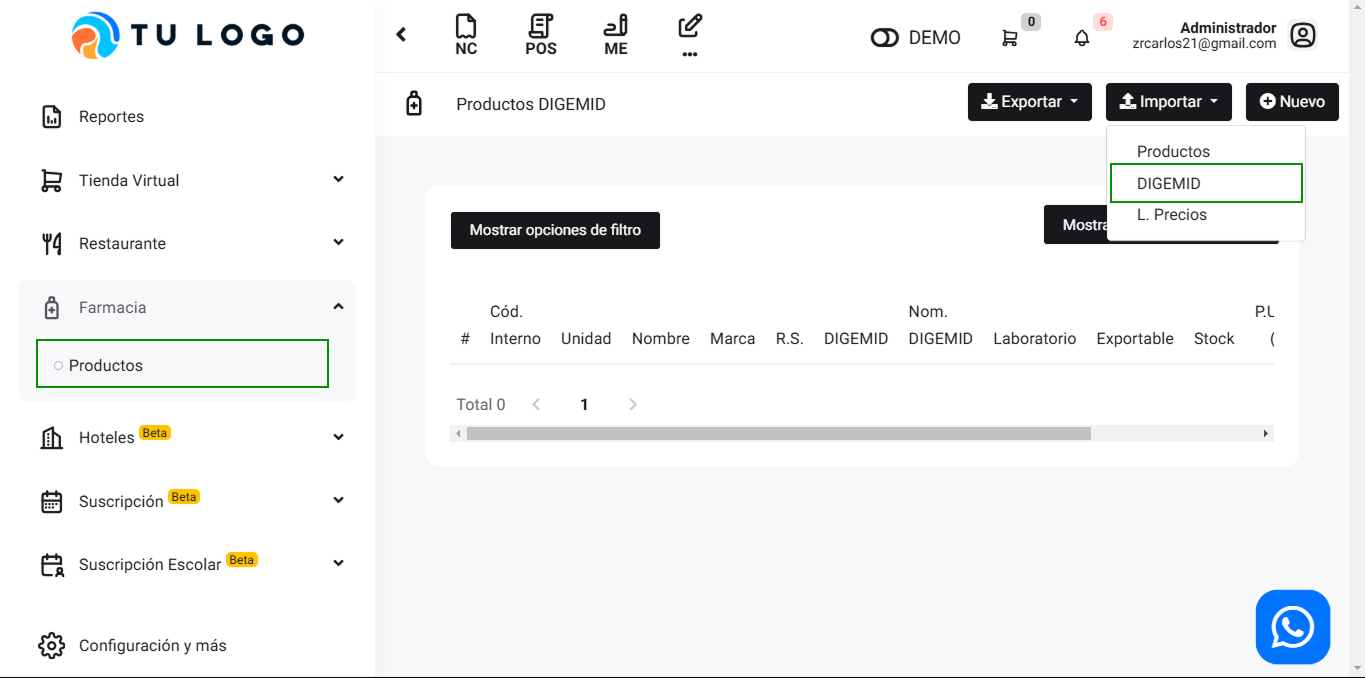 TU LOGO
NC
POS
ME
...
DEMO
0
6
Administrador
zrcarlos21@gmail.com
Reportes
Tienda Virtual
Restaurante
Farmacia
Productos
Hoteles Beta
Suscripción Beta
Suscripción Escolar Beta
Configuración y más
Productos DIGEMID
Exportar
Importar
Nuevo
Productos
DIGEMID
L. Precios
Mostrar opciones de filtro
# Cód. Interno Unidad Nombre Marca R.S. DIGEMID Nom. DIGEMID Laboratorio Exportable Stock
Total 0 1